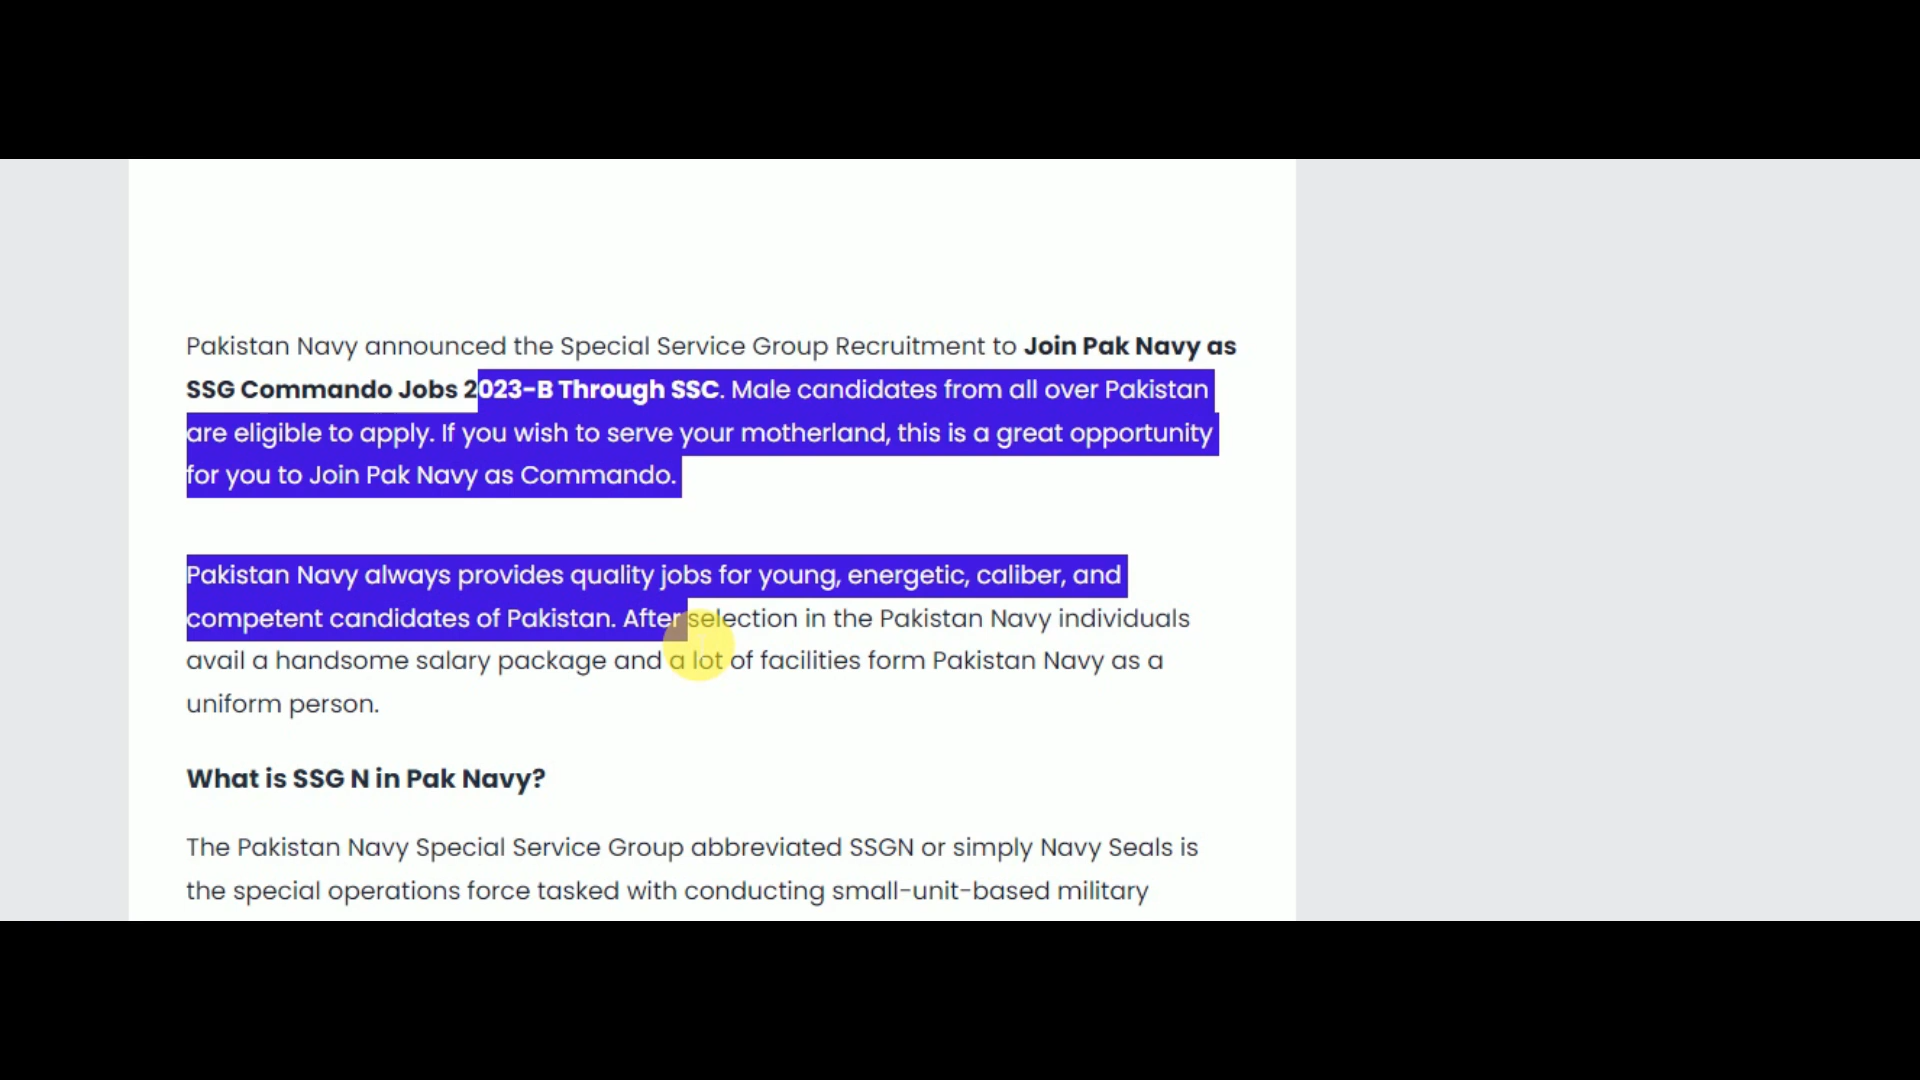 Pakistan Navy announced the Special Service Group Recruitment to Join Pak Navy as
SSG Commando Jobs 2023-B Through SSC. Male candidates from all over Pakistan
are eligible to apply. If you wish to serve your motherland, this is a great opportunity
for you to Join Pak Navy as Commando.
Pakistan Navy always provides quality jobs for young, energetic, caliber, and
competent candidates of Pakistan. After selection in the Pakistan Navy individuals
avail a handsome salary package and a lot of facilities form Pakistan Navy as a
uniform person.
What is SSG N in Pak Navy?
The Pakistan Navy Special Service Group abbreviated SSGN or simply Navy Seals is
the special operations force tasked with conducting small-unit-based military